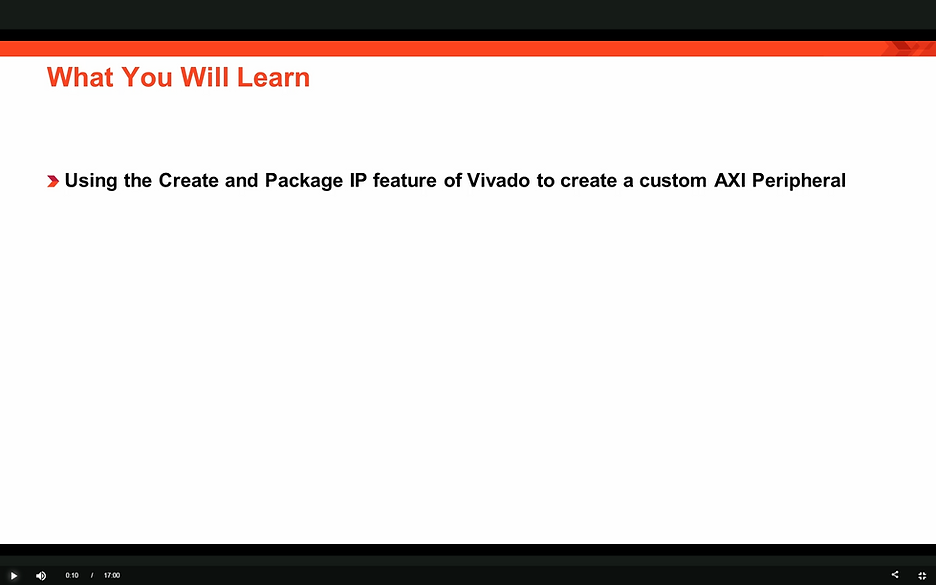 What You Will Learn
Using the Create and Package IP feature of Vivado to create a custom AXI Peripheral
0:10 / 17:00